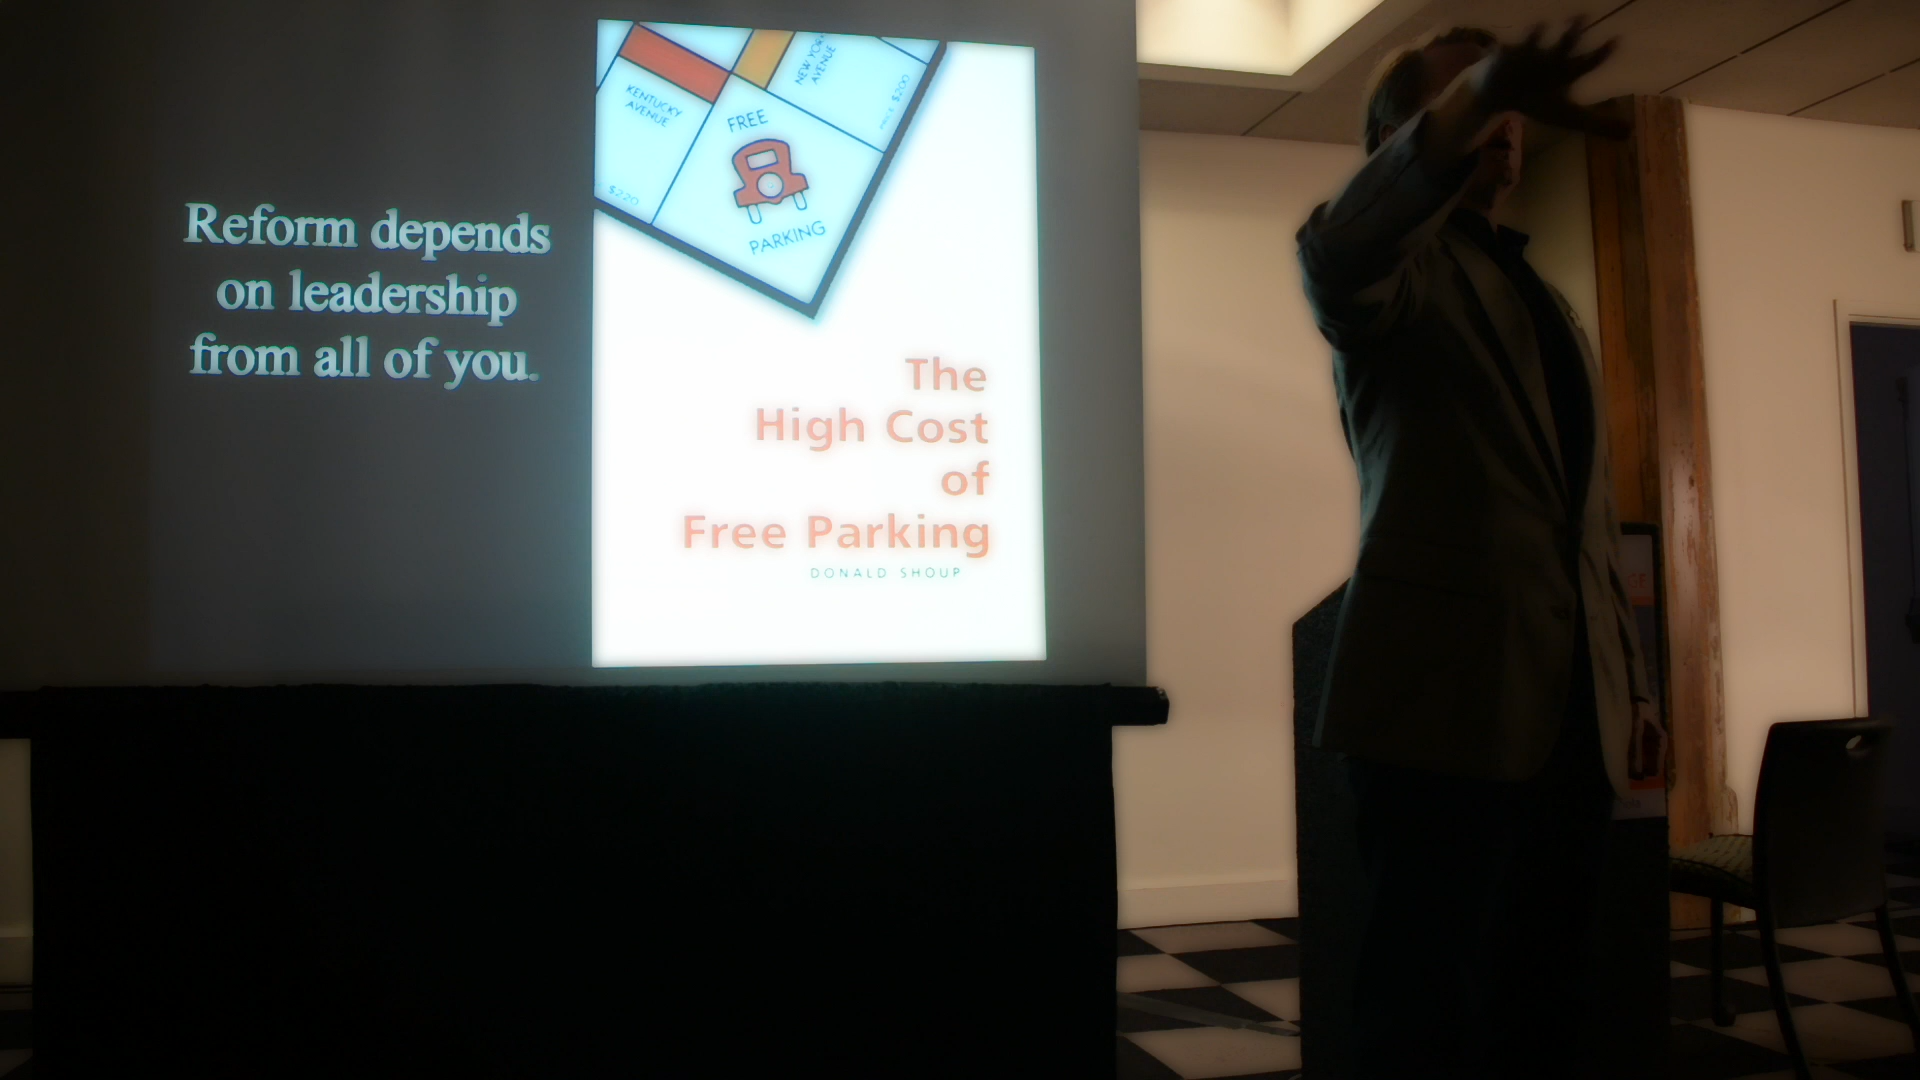 Reform depends
on leadership
from all of you.
KENTUCKY
AVENUE
$220
FREE
PARKING
NEW YORK
AVENUE
PRICE $200
The
High Cost
of
Free Parking
DONALD SHOUP